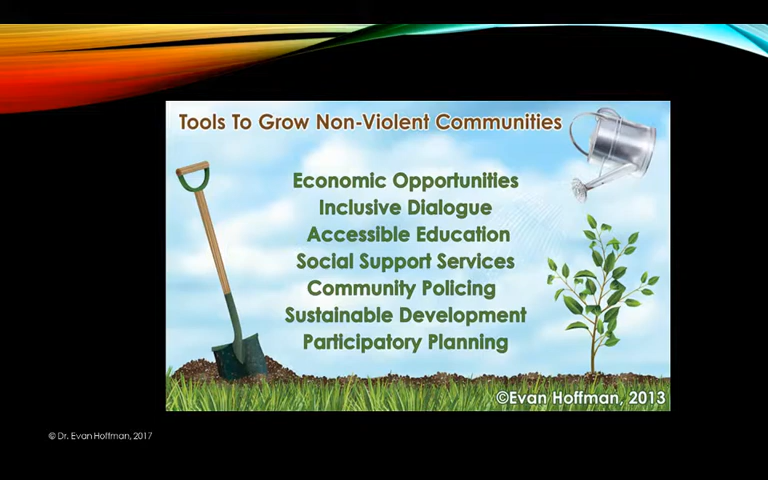 Tools To Grow Non-Violent Communities
Economic Opportunities
Inclusive Dialogue
Accessible Education
Social Support Services
Community Policing
Sustainable Development
Participatory Planning
©Evan Hoffman, 2013
© Dr. Evan Hoffman, 2017